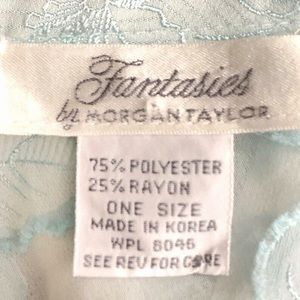 Fantasies
by MORGAN TAYLOR
75% POLYESTER
25% RAYON
ONE SIZE
MADE IN KOREA
WPL 8046
SEE REV FOR CARE